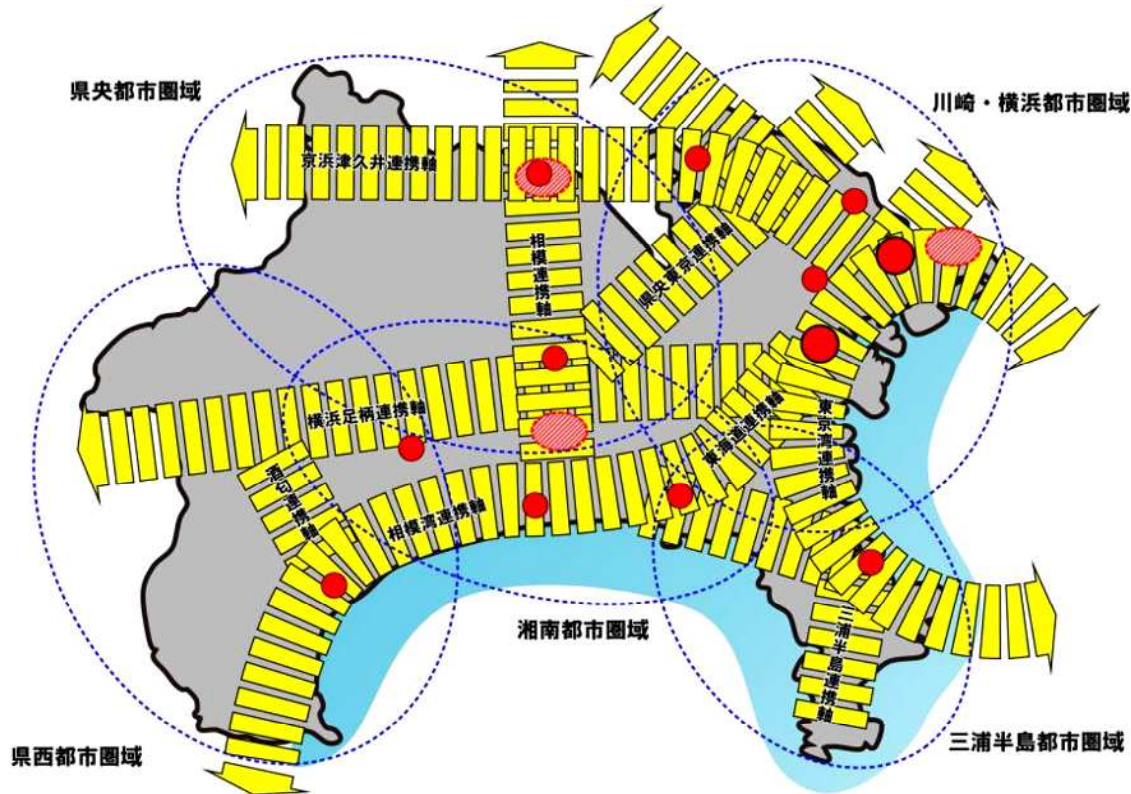 県央都市圏域
川崎・横浜都市圏域
京浜津久井連携軸
相模連携軸
県央東京連携軸
横浜足柄連携軸
東海道連携軸
東京湾連携軸
酒匂連携軸
相模湾連携軸
湘南都市圏域
三浦半島連携軸
県西都市圏域
三浦半島都市圏域